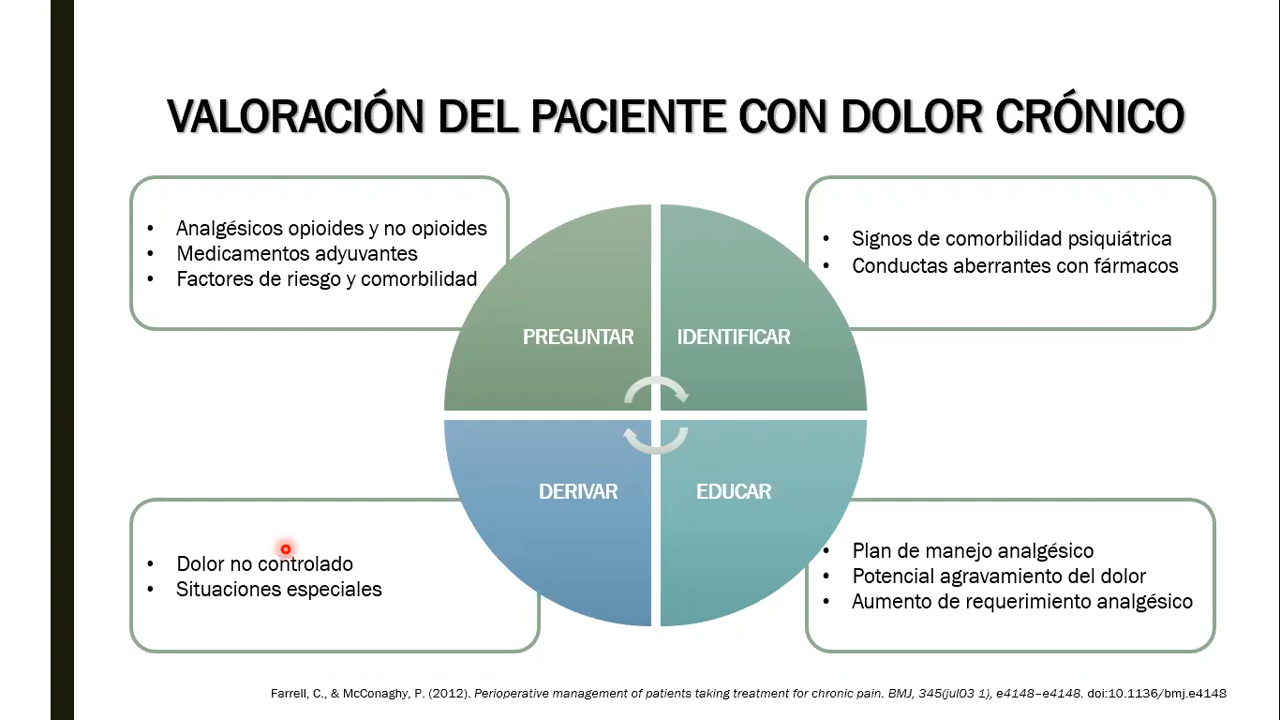 VALORACIÓN DEL PACIENTE CON DOLOR CRÓNICO
• Analgésicos opioides y no opioides
• Medicamentos adyuvantes
• Factores de riesgo y comorbilidad
• Signos de comorbilidad psiquiátrica
• Conductas aberrantes con fármacos
PREGUNTAR
IDENTIFICAR
DERIVAR
EDUCAR
• Dolor no controlado
• Situaciones especiales
• Plan de manejo analgésico
• Potencial agravamiento del dolor
• Aumento de requerimiento analgésico
Farrell, C., & McConaghy, P. (2012). Perioperative management of patients taking treatment for chronic pain. BMJ, 345(jul03 1), e4148–e4148. doi:10.1136/bmj.e4148